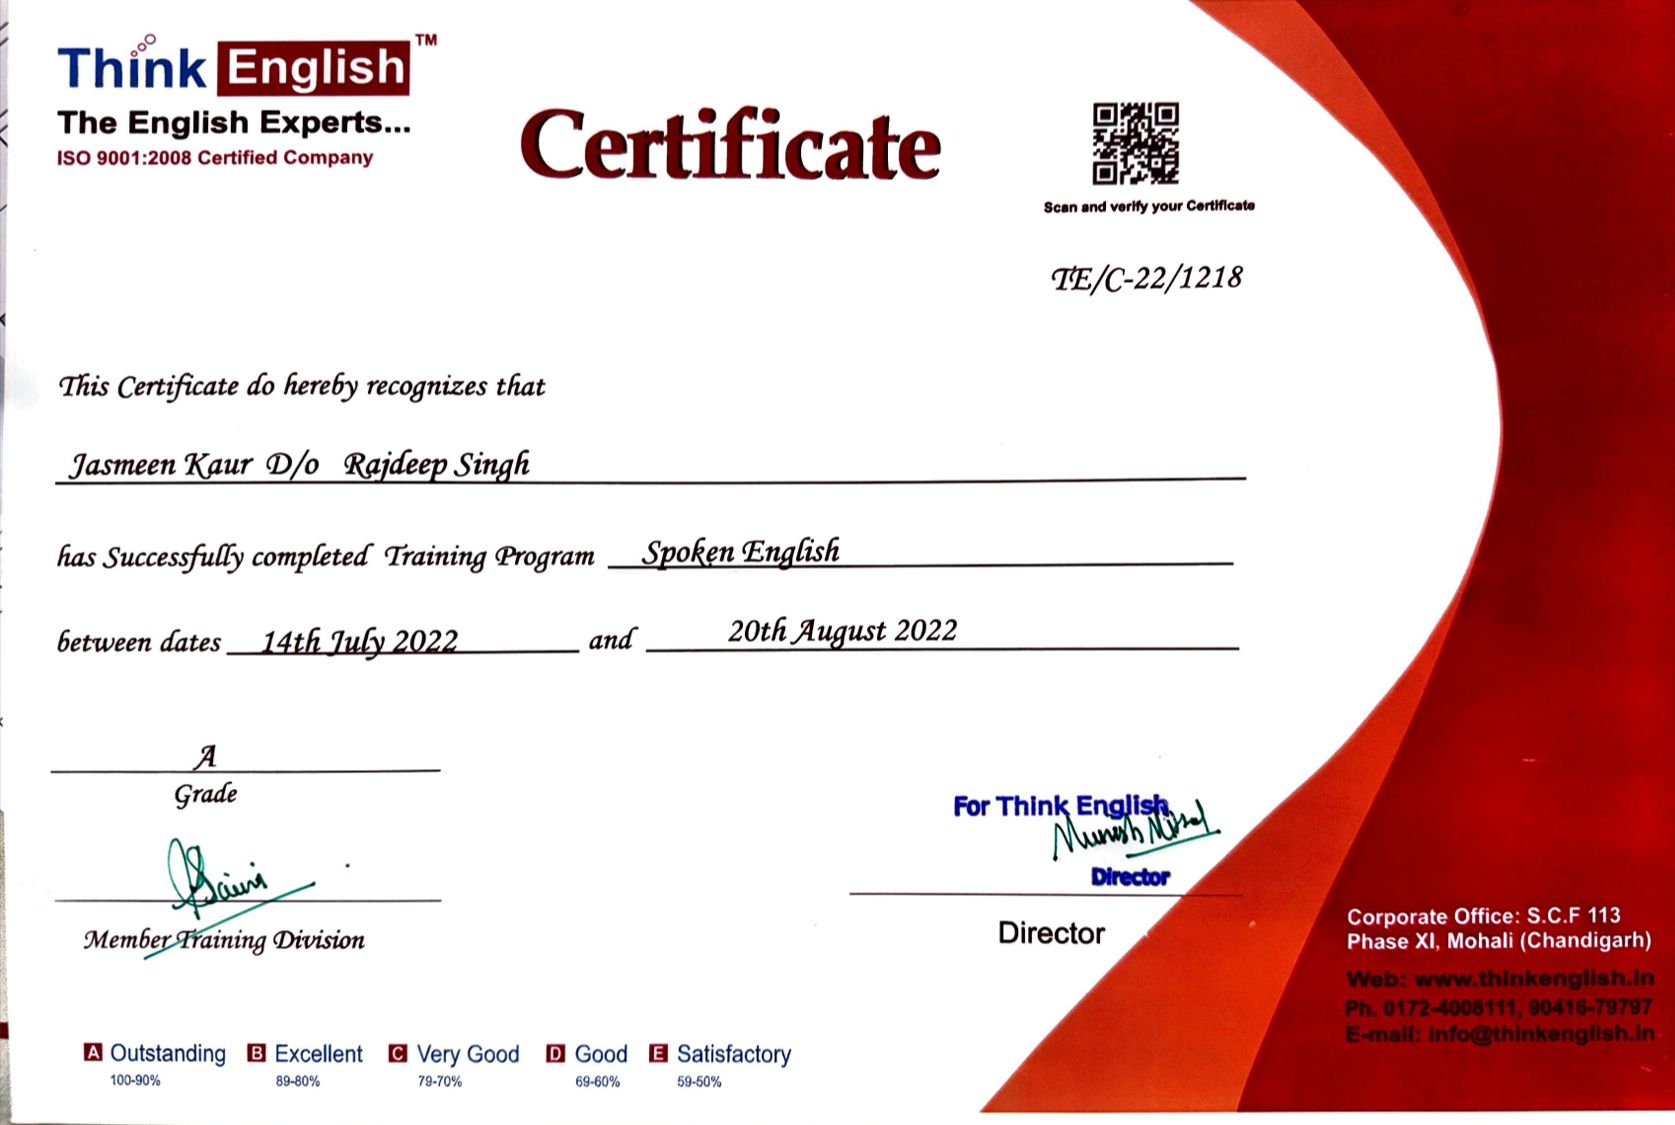 Think English TM
The English Experts...
ISO 9001:2008 Certified Company
Certificate
Scan and verify your Certificate
TE/C-22/1218
This Certificate do hereby recognizes that
Jasmeen Kaur D/o Rajdeep Singh
has Successfully completed Training Program Spoken English
between dates 14th July 2022 and 20th August 2022
A
Grade
For Think English
Munish Mittal
Director
Saini
Member Training Division
Director
Corporate Office: S.C.F 113
Phase XI, Mohali (Chandigarh)
Web: www.thinkenglish.in
Ph. 0172-4008111, 90416-79797
E-mail: info@thinkenglish.in
A Outstanding B Excellent C Very Good D Good E Satisfactory
100-90% 89-80% 79-70% 69-60% 59-50%